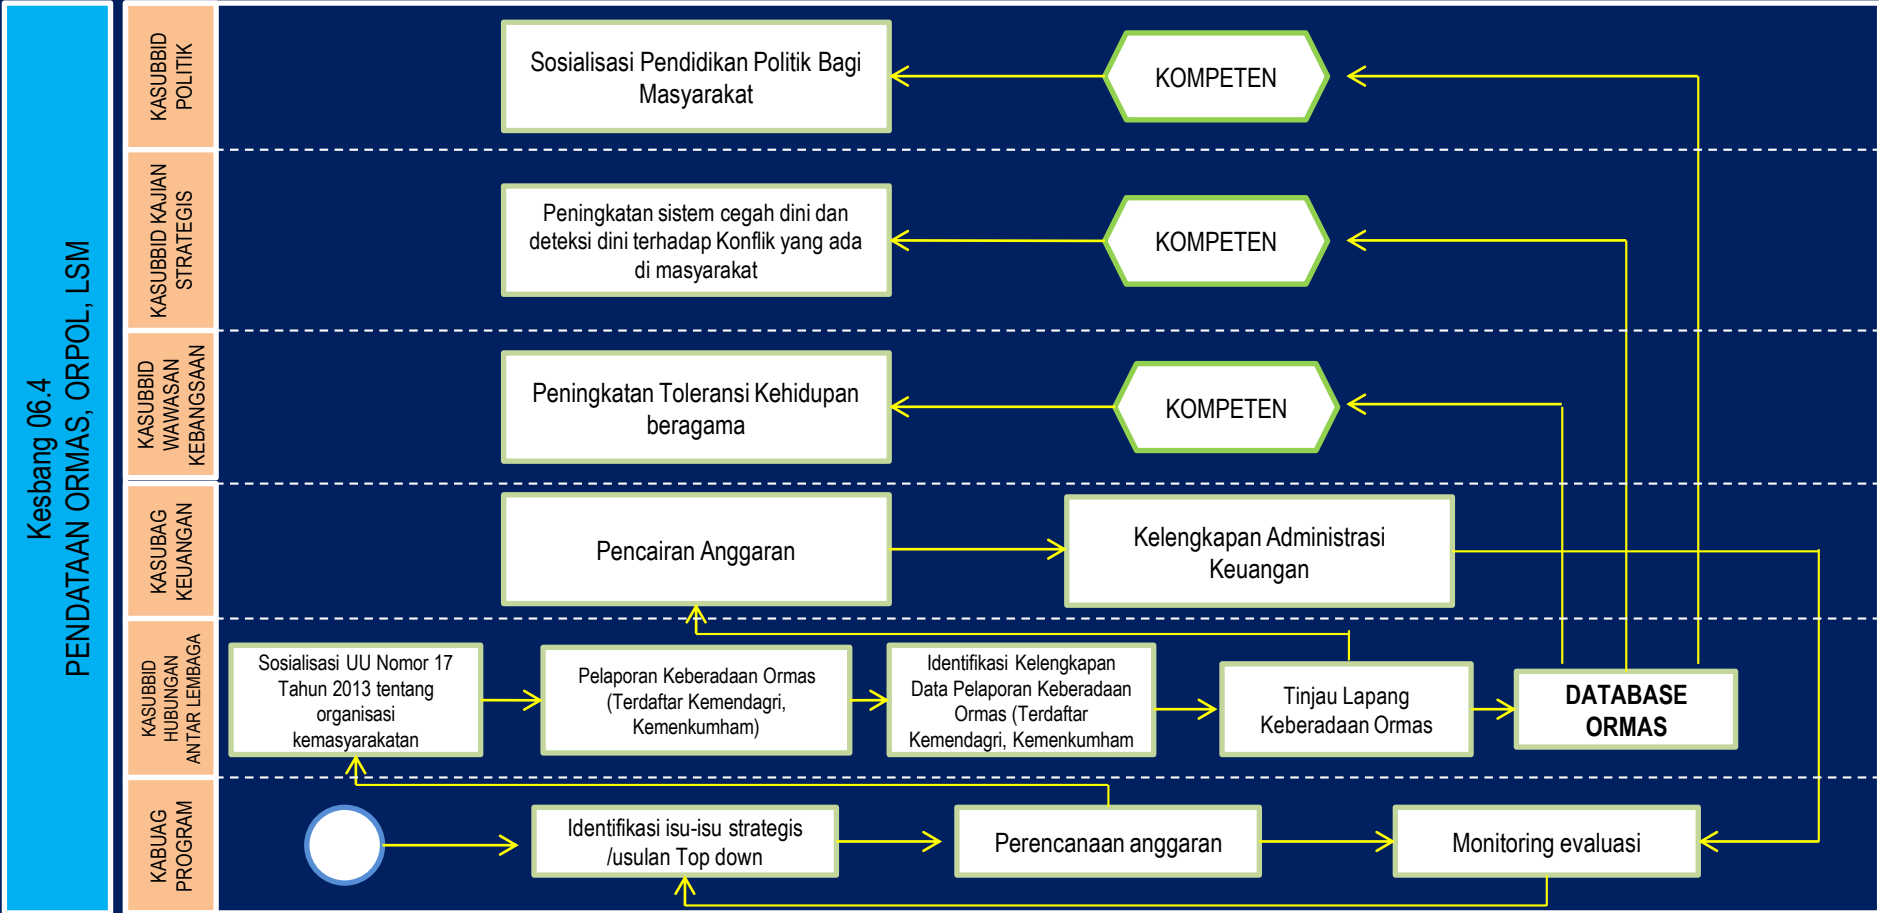 Kesbang 06.4
PENDATAAN ORMAS, ORPOL, LSM
KASUBBID
POLITIK
Sosialisasi Pendidikan Politik Bagi
Masyarakat
KOMPETEN
KASUBBID KAJIAN
STRATEGIS
Peningkatan sistem cegah dini dan
deteksi dini terhadap Konflik yang ada
di masyarakat
KOMPETEN
KASUBBID
WAWASAN
KEBANGSAAN
Peningkatan Toleransi Kehidupan
beragama
KOMPETEN
KASUBAG
KEUANGAN
Pencairan Anggaran
Kelengkapan Administrasi
Keuangan
KASUBBID
HUBUNGAN
ANTAR LEMBAGA
Sosialisasi UU Nomor 17
Tahun 2013 tentang
organisasi
kemasyarakatan
Pelaporan Keberadaan Ormas
(Terdaftar Kemendagri,
Kemenkumham)
Identifikasi Kelengkapan
Data Pelaporan Keberadaan
Ormas (Terdaftar
Kemendagri, Kemenkumham
Tinjau Lapang
Keberadaan Ormas
DATABASE
ORMAS
KABUAG
PROGRAM
Identifikasi isu-isu strategis
/usulan Top down
Perencanaan anggaran
Monitoring evaluasi